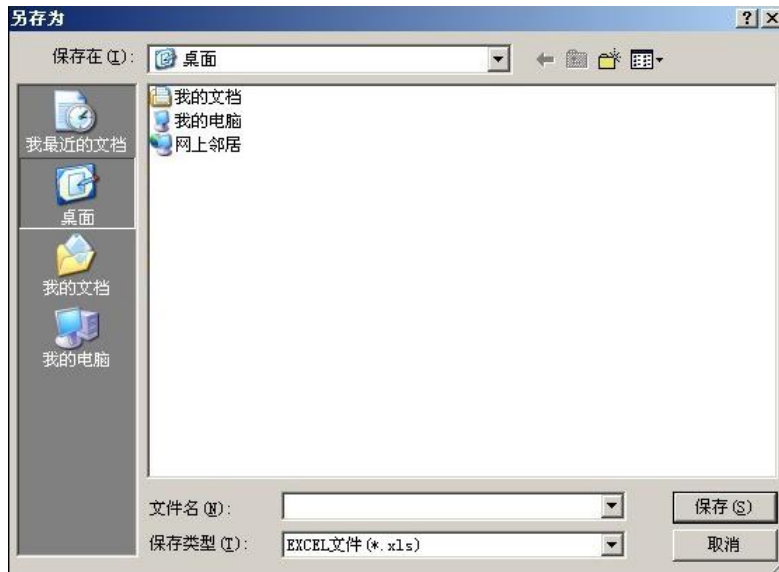 另存为
保存在(I):
桌面
我的文档
我的电脑
网上邻居
我最近的文档
桌面
我的文档
我的电脑
文件名(N):
保存(S)
保存类型(T):
EXCEL文件(*.xls)
取消